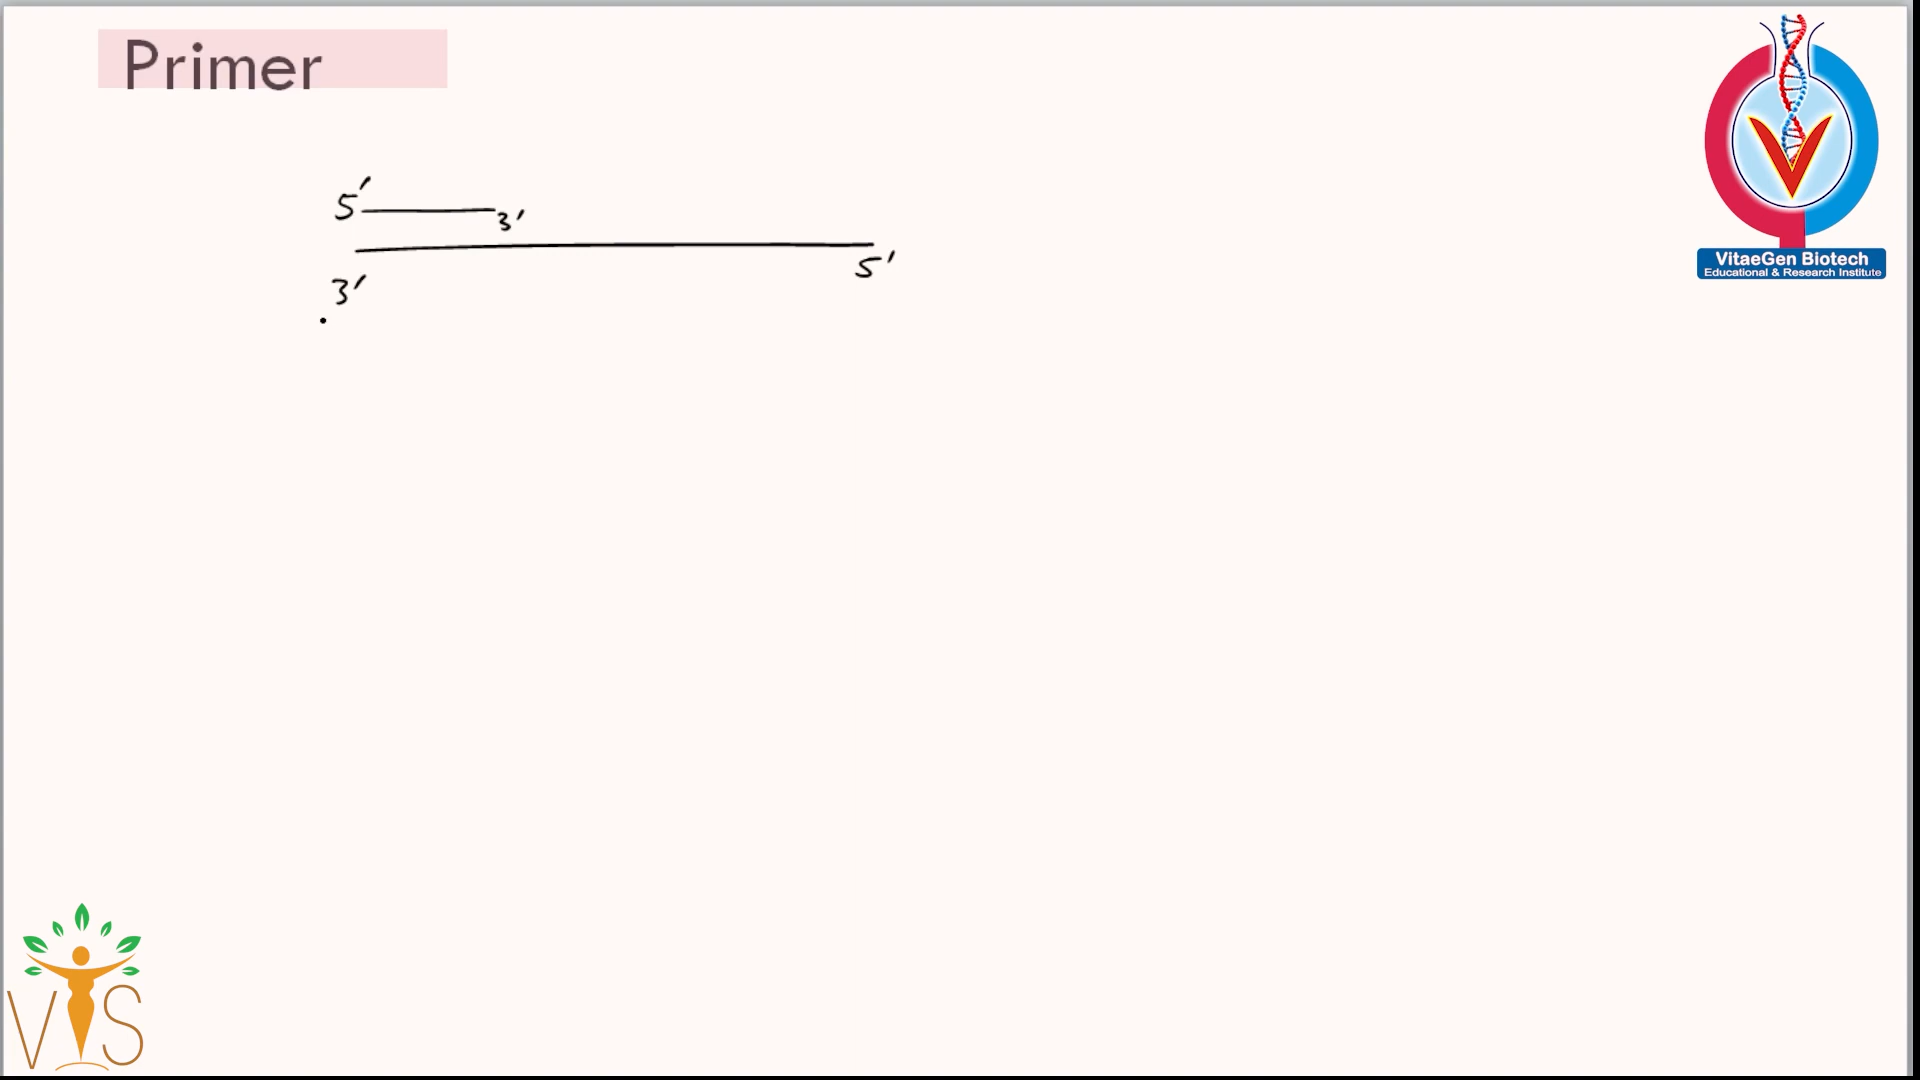 Primer
5'
3'
5'
3'
VitaeGen Biotech
Educational & Research Institute
VIS